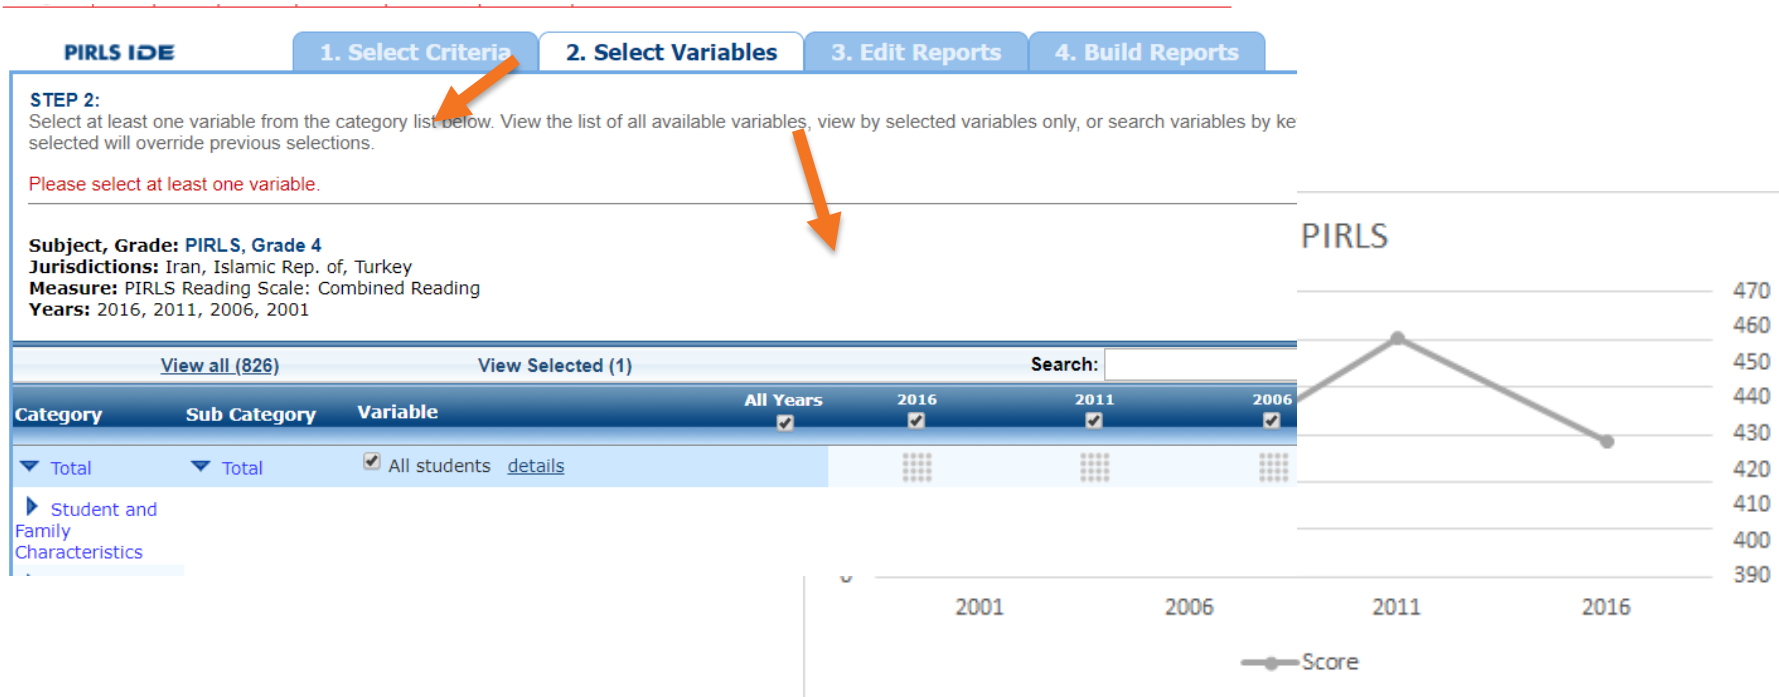 PIRLS IDE
1. Select Criteria
2. Select Variables
3. Edit Reports
4. Build Reports
STEP 2:
Select at least one variable from the category list below. View the list of all available variables, view by selected variables only, or search variables by ke
selected will override previous selections.
Please select at least one variable.
Subject, Grade: PIRLS, Grade 4
Jurisdictions: Iran, Islamic Rep. of, Turkey
Measure: PIRLS Reading Scale: Combined Reading
Years: 2016, 2011, 2006, 2001
View all (826)
View Selected (1)
Search:
Category
Sub Category
Variable
All Years
2016
2011
2006
Total
Total
All students details
Student and
Family
Characteristics
PIRLS
470
460
450
440
430
420
410
400
390
2001
2006
2011
2016
Score